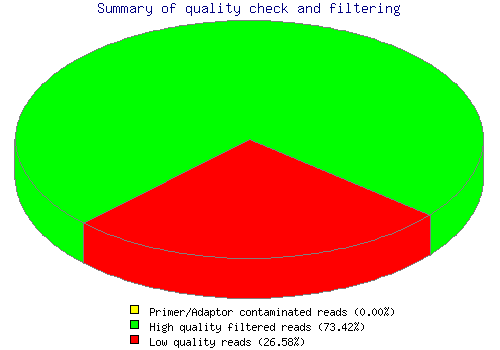 Summary of quality check and filtering
Primer/Adaptor contaminated reads (0.00%)
High quality filtered reads (73.42%)
Low quality reads (26.58%)